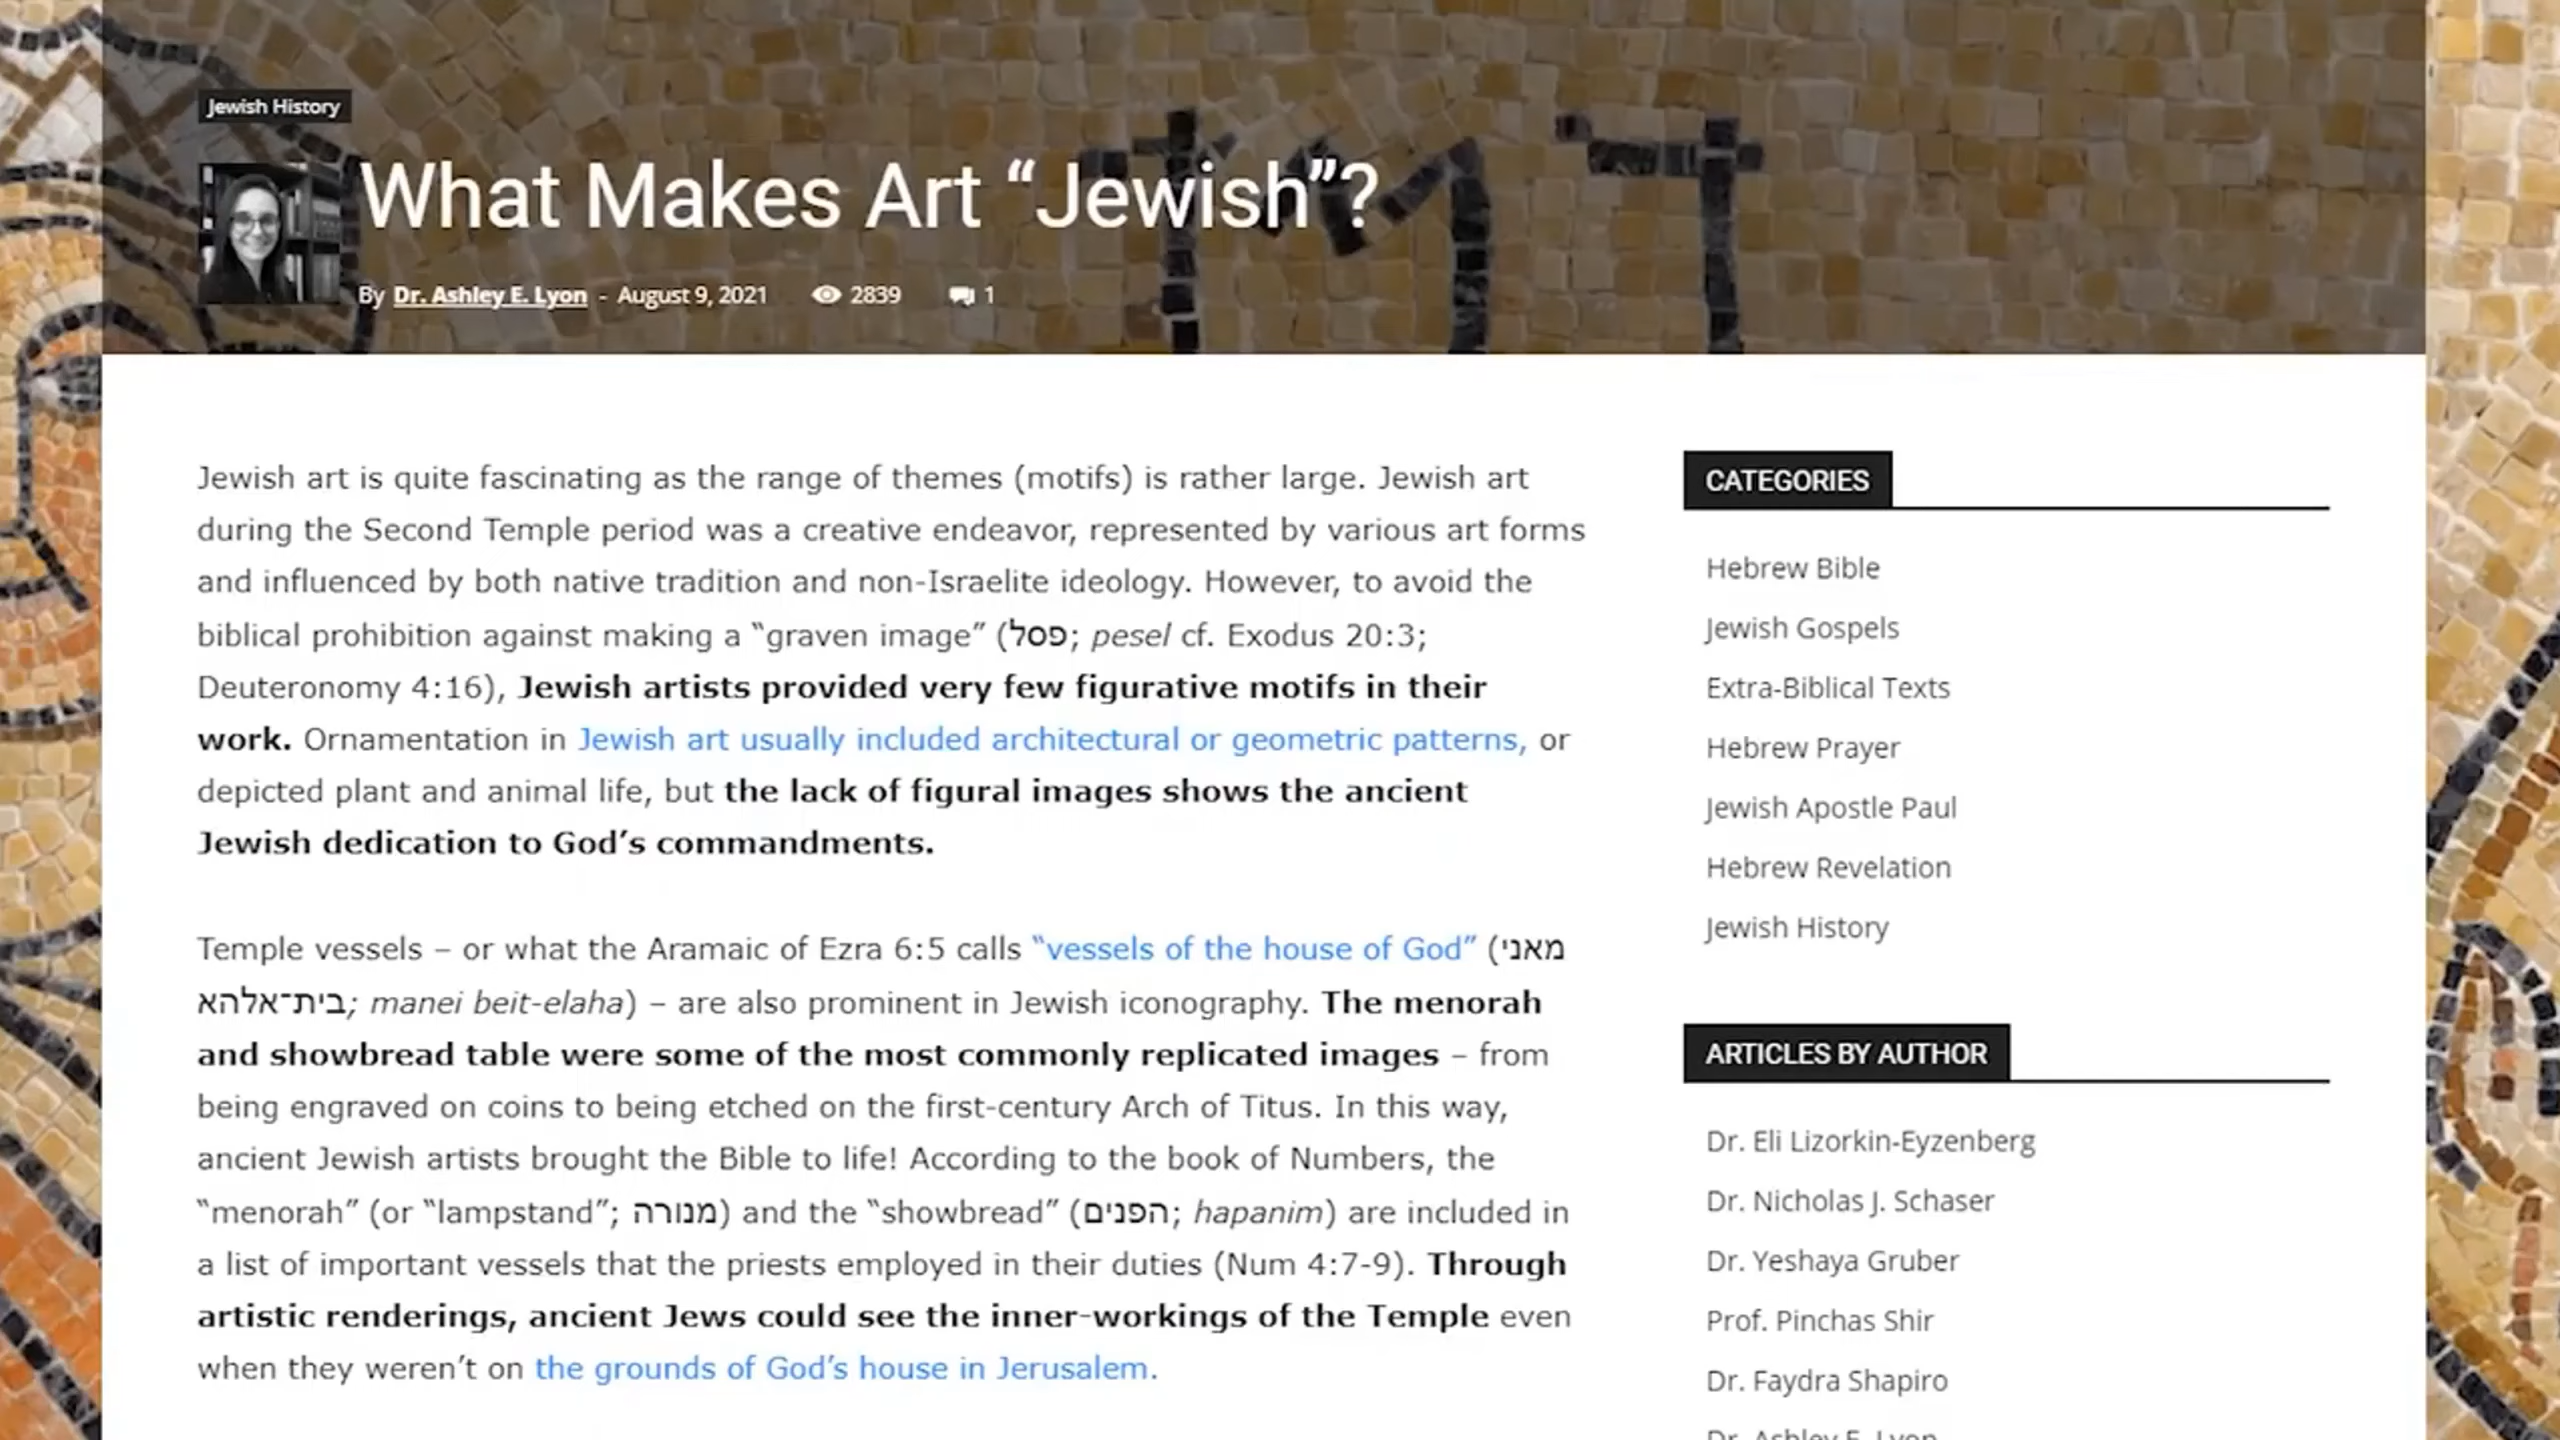 Jewish History
What Makes Art “Jewish”?
By Dr. Ashley E. Lyon - August 9, 2021 2839 1
Jewish art is quite fascinating as the range of themes (motifs) is rather large. Jewish art
during the Second Temple period was a creative endeavor, represented by various art forms
and influenced by both native tradition and non-Israelite ideology. However, to avoid the
biblical prohibition against making a “graven image” (פסל; pesel cf. Exodus 20:3;
Deuteronomy 4:16), Jewish artists provided very few figurative motifs in their
work. Ornamentation in Jewish art usually included architectural or geometric patterns, or
depicted plant and animal life, but the lack of figural images shows the ancient
Jewish dedication to God’s commandments.
Temple vessels – or what the Aramaic of Ezra 6:5 calls “vessels of the house of God” (מאני
בית־אלהא; manei beit-elaha) – are also prominent in Jewish iconography. The menorah
and showbread table were some of the most commonly replicated images – from
being engraved on coins to being etched on the first-century Arch of Titus. In this way,
ancient Jewish artists brought the Bible to life! According to the book of Numbers, the
“menorah” (or “lampstand”; מנורה) and the “showbread” (הפנים; hapanim) are included in
a list of important vessels that the priests employed in their duties (Num 4:7-9). Through
artistic renderings, ancient Jews could see the inner-workings of the Temple even
when they weren’t on the grounds of God’s house in Jerusalem.
CATEGORIES
Hebrew Bible
Jewish Gospels
Extra-Biblical Texts
Hebrew Prayer
Jewish Apostle Paul
Hebrew Revelation
Jewish History
ARTICLES BY AUTHOR
Dr. Eli Lizorkin-Eyzenberg
Dr. Nicholas J. Schaser
Dr. Yeshaya Gruber
Prof. Pinchas Shir
Dr. Faydra Shapiro
Dr. Ashley E. Lyon